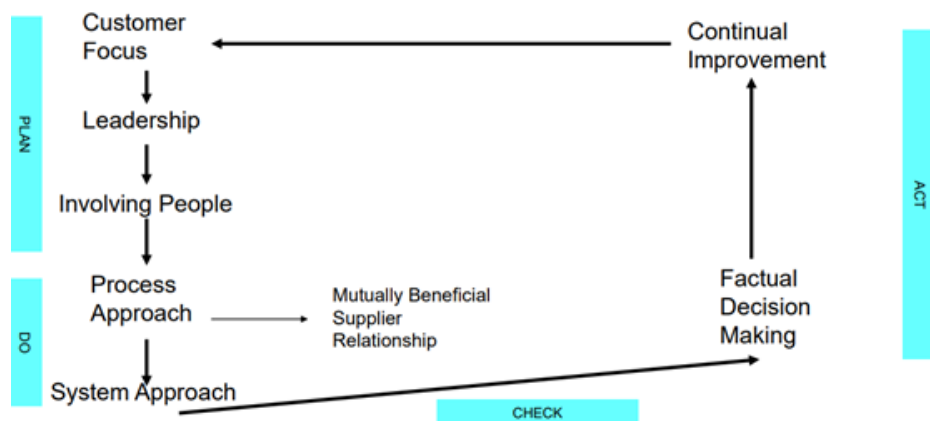 PLAN
Customer
Focus
Leadership
Involving People
DO
Process
Approach
System Approach
Mutually Beneficial
Supplier
Relationship
CHECK
Factual
Decision
Making
Continual
Improvement
ACT